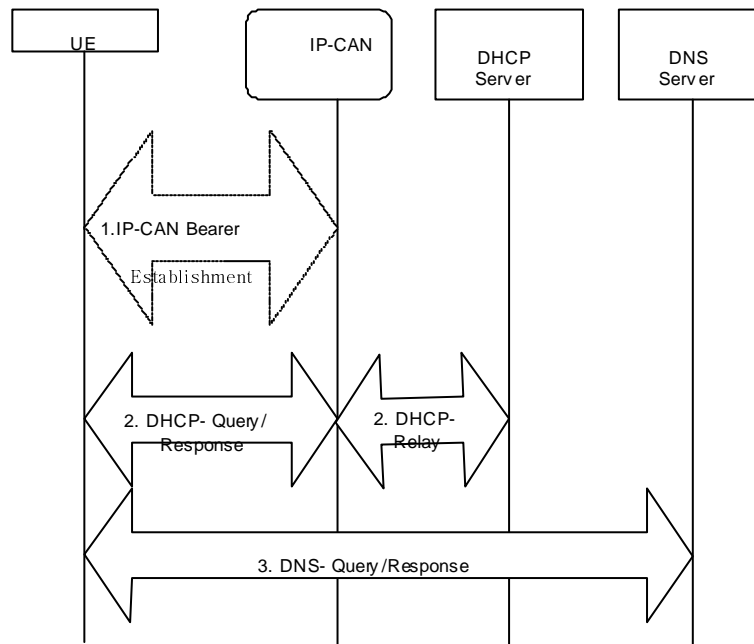 UE
IP-CAN
DHCP
Server
DNS
Server
1.IP-CAN Bearer
Establishment
2. DHCP- Query/
Response
2. DHCP-
Relay
3. DNS- Query/Response